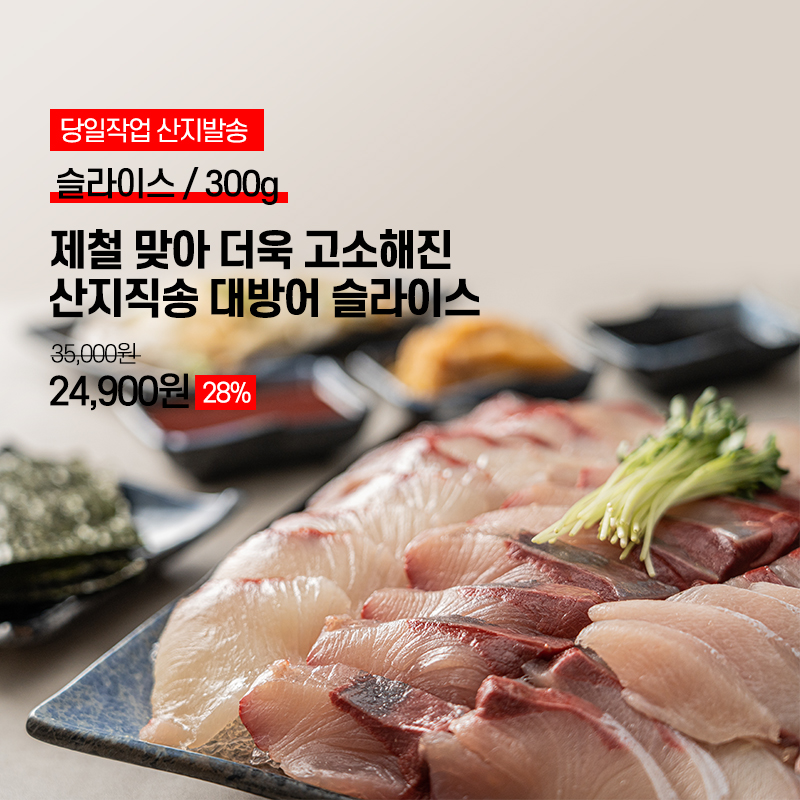 당일작업 산지발송
슬라이스 / 300g
제철 맞아 더욱 고소해진
산지직송 대방어 슬라이스
35,000원
24,900원 28%